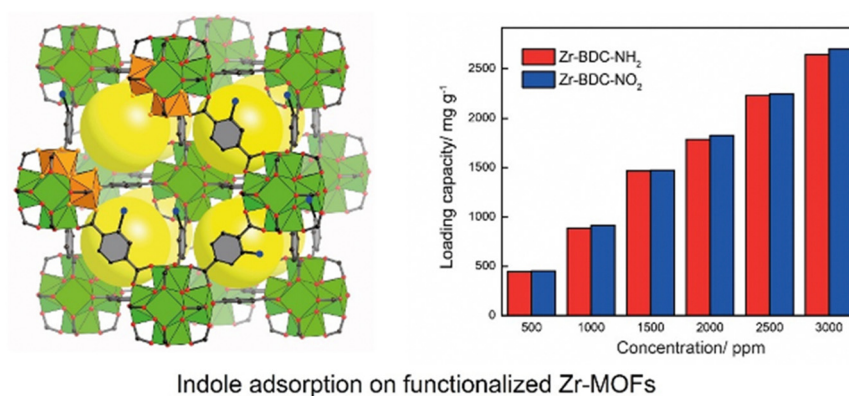 Zr-BDC-NH₂
Zr-BDC-NO₂
Loading capacity/ mg g⁻¹
2500
2000
1500
1000
500
0
500 1000 1500 2000 2500 3000
Concentration/ ppm
Indole adsorption on functionalized Zr-MOFs